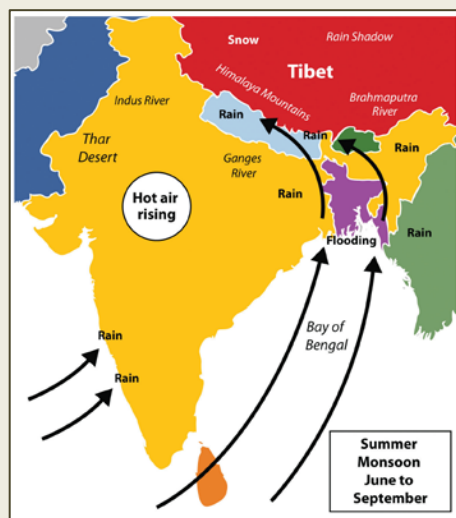 Snow
Rain Shadow
Tibet
Himalaya Mountains
Indus River
Brahmaputra
River
Rain
Rain
Rain
Thar
Desert
Ganges
River
Hot air
rising
Rain
Flooding
Rain
Bay of
Bengal
Rain
Rain
Summer
Monsoon
June to
September